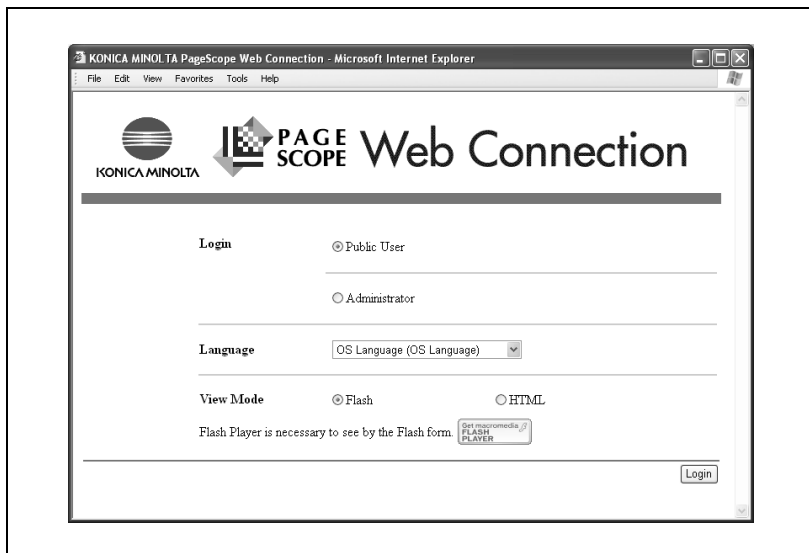 KONICA MINOLTA PageScope Web Connection - Microsoft Internet Explorer
File Edit View Favorites Tools Help
KONICA MINOLTA
PAGE SCOPE Web Connection
Login
Public User
Administrator
Language
OS Language (OS Language)
View Mode
Flash
HTML
Flash Player is necessary to see by the Flash form.
Get macromedia
FLASH
PLAYER
Login